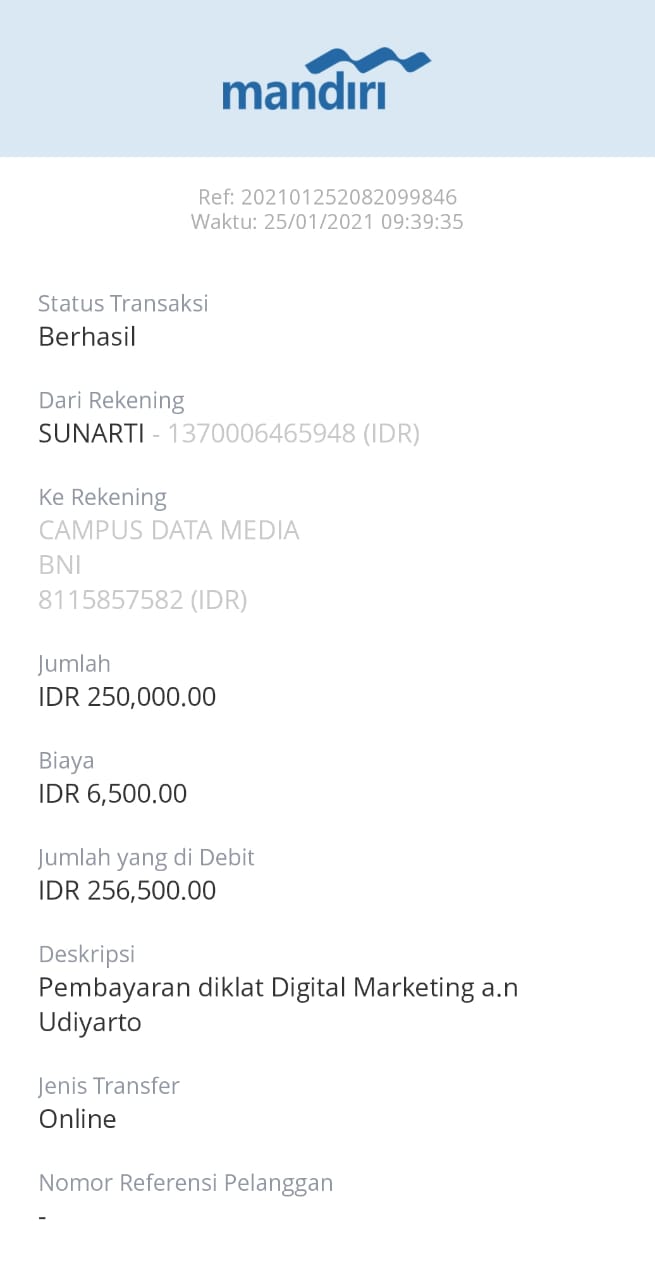 mandiri
Ref: 202101252082099846
Waktu: 25/01/2021 09:39:35
Status Transaksi
Berhasil
Dari Rekening
SUNARTI - 1370006465948 (IDR)
Ke Rekening
CAMPUS DATA MEDIA
BNI
8115857582 (IDR)
Jumlah
IDR 250,000.00
Biaya
IDR 6,500.00
Jumlah yang di Debit
IDR 256,500.00
Deskripsi
Pembayaran diklat Digital Marketing a.n
Udiyarto
Jenis Transfer
Online
Nomor Referensi Pelanggan
-